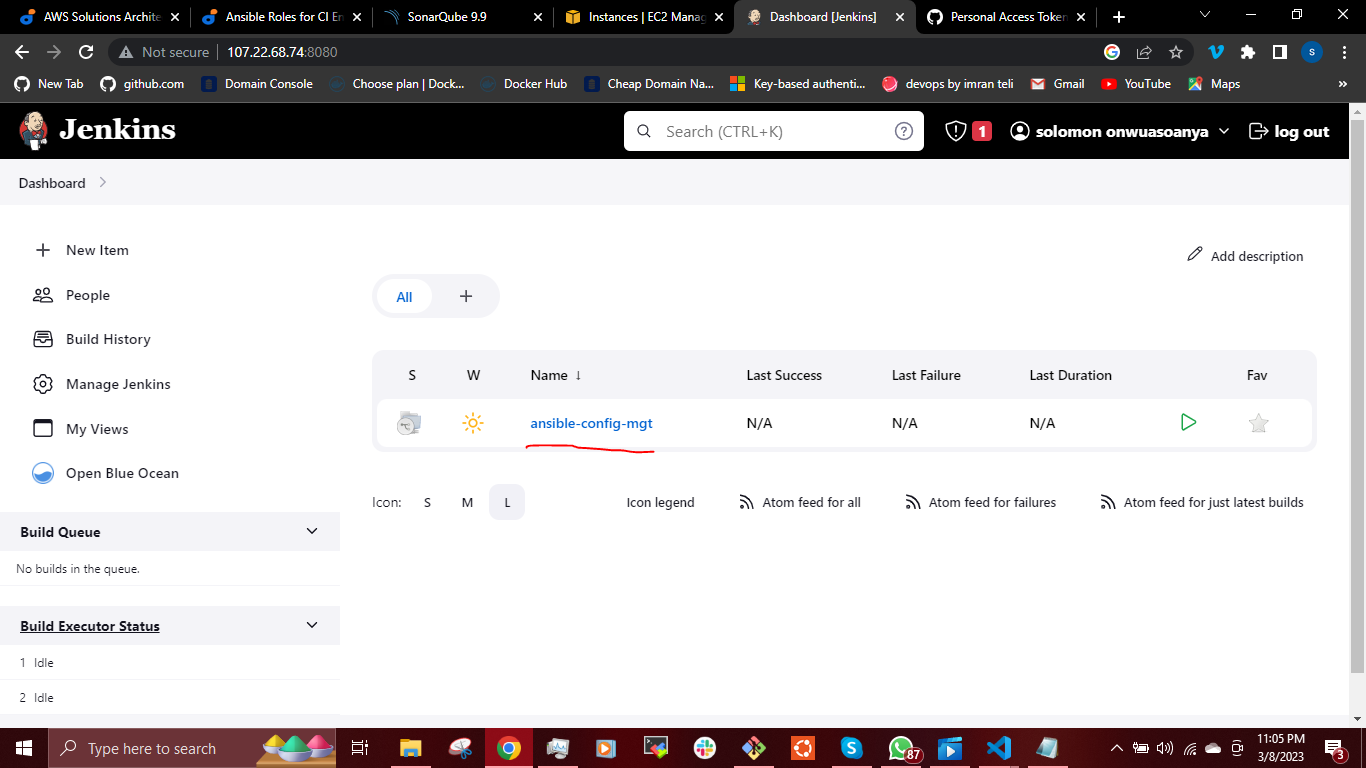 AWS Solutions Archite
Ansible Roles for CI En
SonarQube 9.9
Instances | EC2 Manag
Dashboard [Jenkins]
Personal Access Token
Not secure | 107.22.68.74:8080
New Tab
github.com
Domain Console
Choose plan | Dock...
Docker Hub
Cheap Domain Na...
Key-based authenti...
devops by imran teli
Gmail
YouTube
Maps
»
Jenkins
Search (CTRL+K)
1
solomon onwuasoanya
log out
Dashboard
New Item
People
Build History
Manage Jenkins
My Views
Open Blue Ocean
Build Queue
No builds in the queue.
Build Executor Status
1 Idle
2 Idle
Add description
All +
S W Name ↓ Last Success Last Failure Last Duration Fav
ansible-config-mgt N/A N/A N/A
Icon: S M L
Icon legend
Atom feed for all
Atom feed for failures
Atom feed for just latest builds
Type here to search
87
11:05 PM
3/8/2023
3